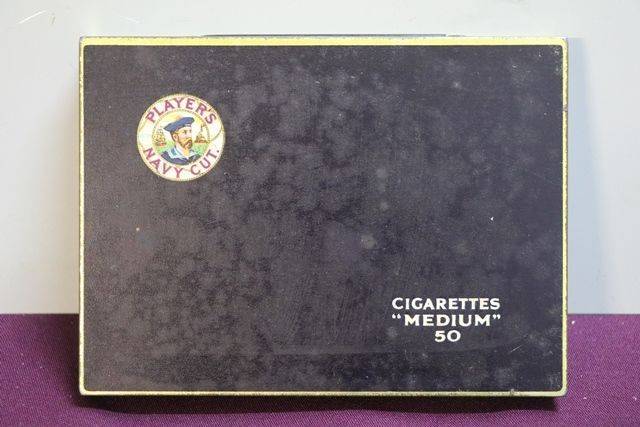 PLAYER'S
NAVY CUT.
CIGARETTES
"MEDIUM"
50